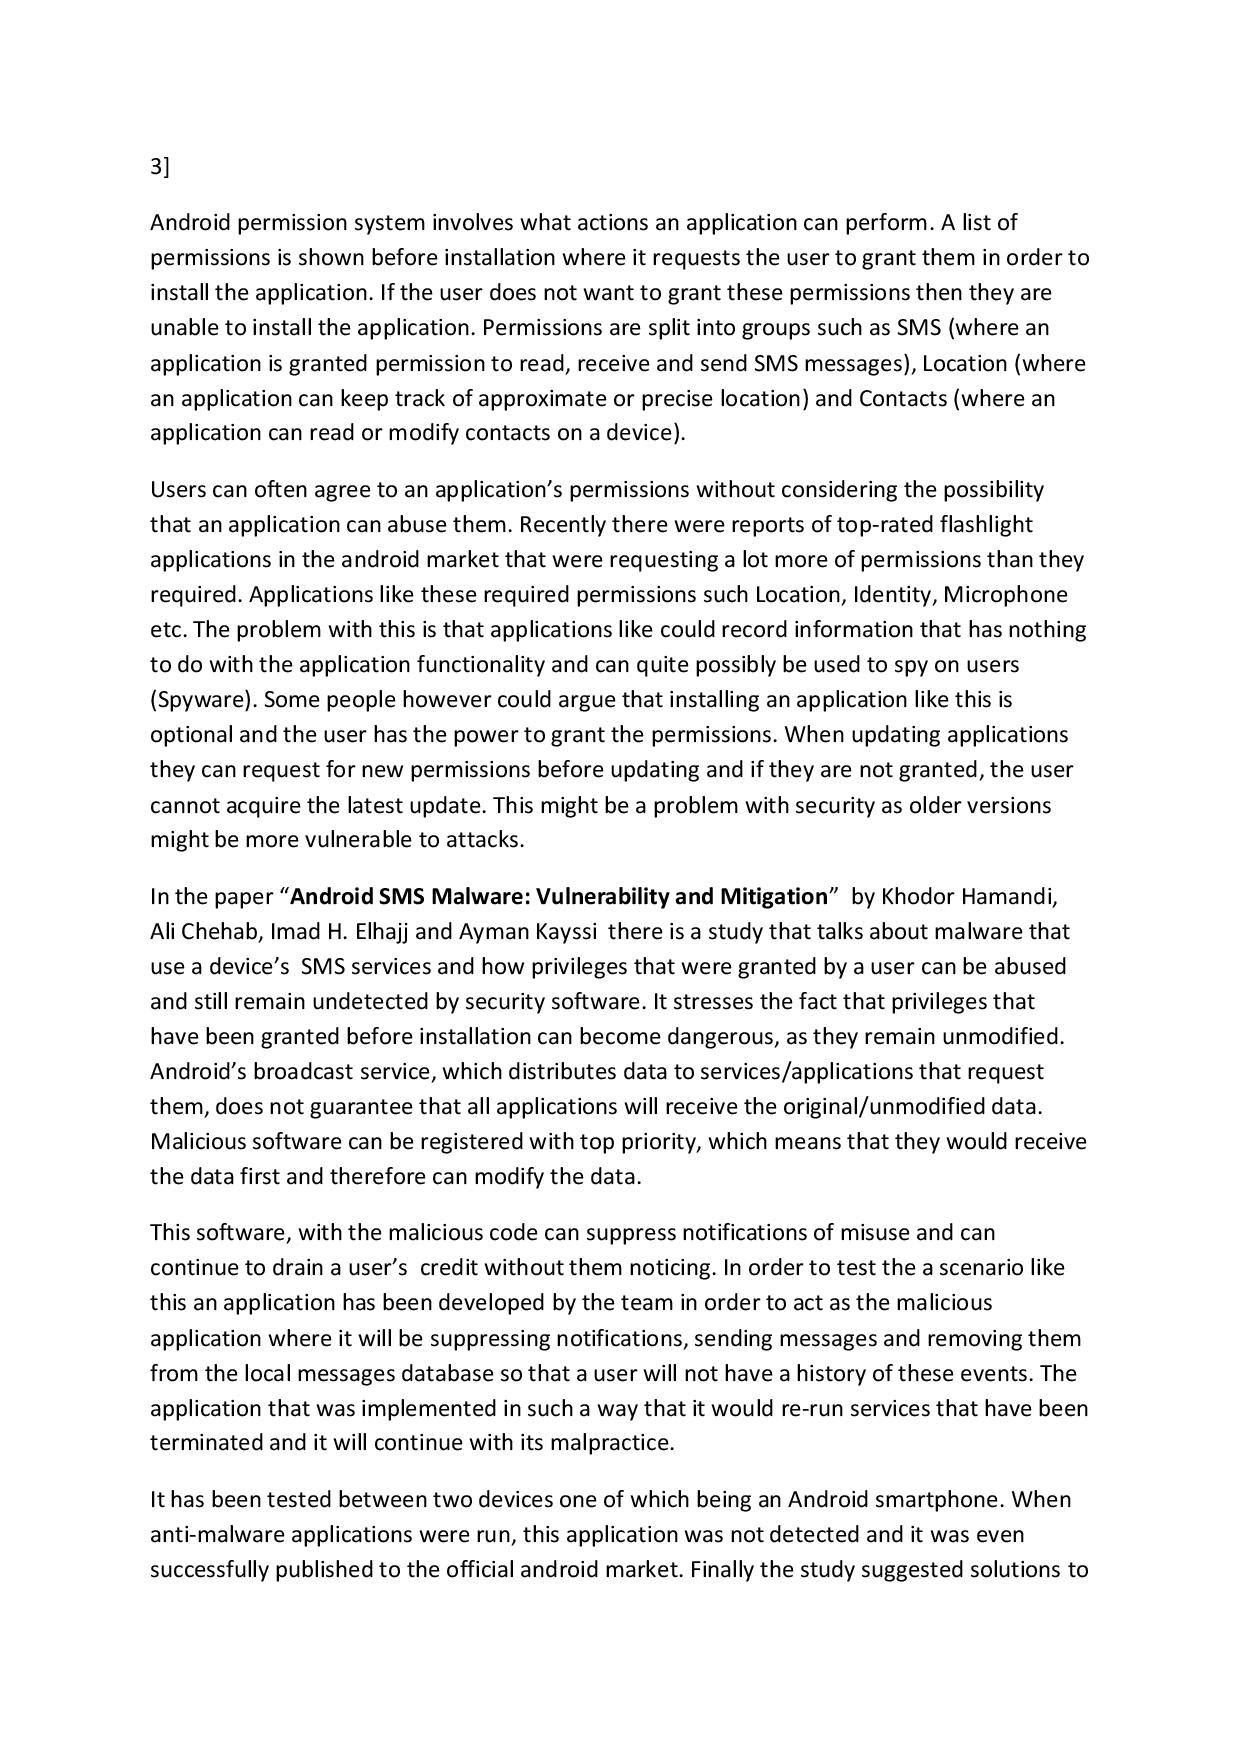 3]
Android permission system involves what actions an application can perform. A list of
permissions is shown before installation where it requests the user to grant them in order to
install the application. If the user does not want to grant these permissions then they are
unable to install the application. Permissions are split into groups such as SMS (where an
application is granted permission to read, receive and send SMS messages), Location (where
an application can keep track of approximate or precise location) and Contacts (where an
application can read or modify contacts on a device).
Users can often agree to an application’s permissions without considering the possibility
that an application can abuse them. Recently there were reports of top-rated flashlight
applications in the android market that were requesting a lot more of permissions than they
required. Applications like these required permissions such Location, Identity, Microphone
etc. The problem with this is that applications like could record information that has nothing
to do with the application functionality and can quite possibly be used to spy on users
(Spyware). Some people however could argue that installing an application like this is
optional and the user has the power to grant the permissions. When updating applications
they can request for new permissions before updating and if they are not granted, the user
cannot acquire the latest update. This might be a problem with security as older versions
might be more vulnerable to attacks.
In the paper “Android SMS Malware: Vulnerability and Mitigation”  by Khodor Hamandi,
Ali Chehab, Imad H. Elhajj and Ayman Kayssi  there is a study that talks about malware that
use a device’s  SMS services and how privileges that were granted by a user can be abused
and still remain undetected by security software. It stresses the fact that privileges that
have been granted before installation can become dangerous, as they remain unmodified.
Android’s broadcast service, which distributes data to services/applications that request
them, does not guarantee that all applications will receive the original/unmodified data.
Malicious software can be registered with top priority, which means that they would receive
the data first and therefore can modify the data.
This software, with the malicious code can suppress notifications of misuse and can
continue to drain a user’s  credit without them noticing. In order to test the a scenario like
this an application has been developed by the team in order to act as the malicious
application where it will be suppressing notifications, sending messages and removing them
from the local messages database so that a user will not have a history of these events. The
application that was implemented in such a way that it would re-run services that have been
terminated and it will continue with its malpractice.
It has been tested between two devices one of which being an Android smartphone. When
anti-malware applications were run, this application was not detected and it was even
successfully published to the official android market. Finally the study suggested solutions to